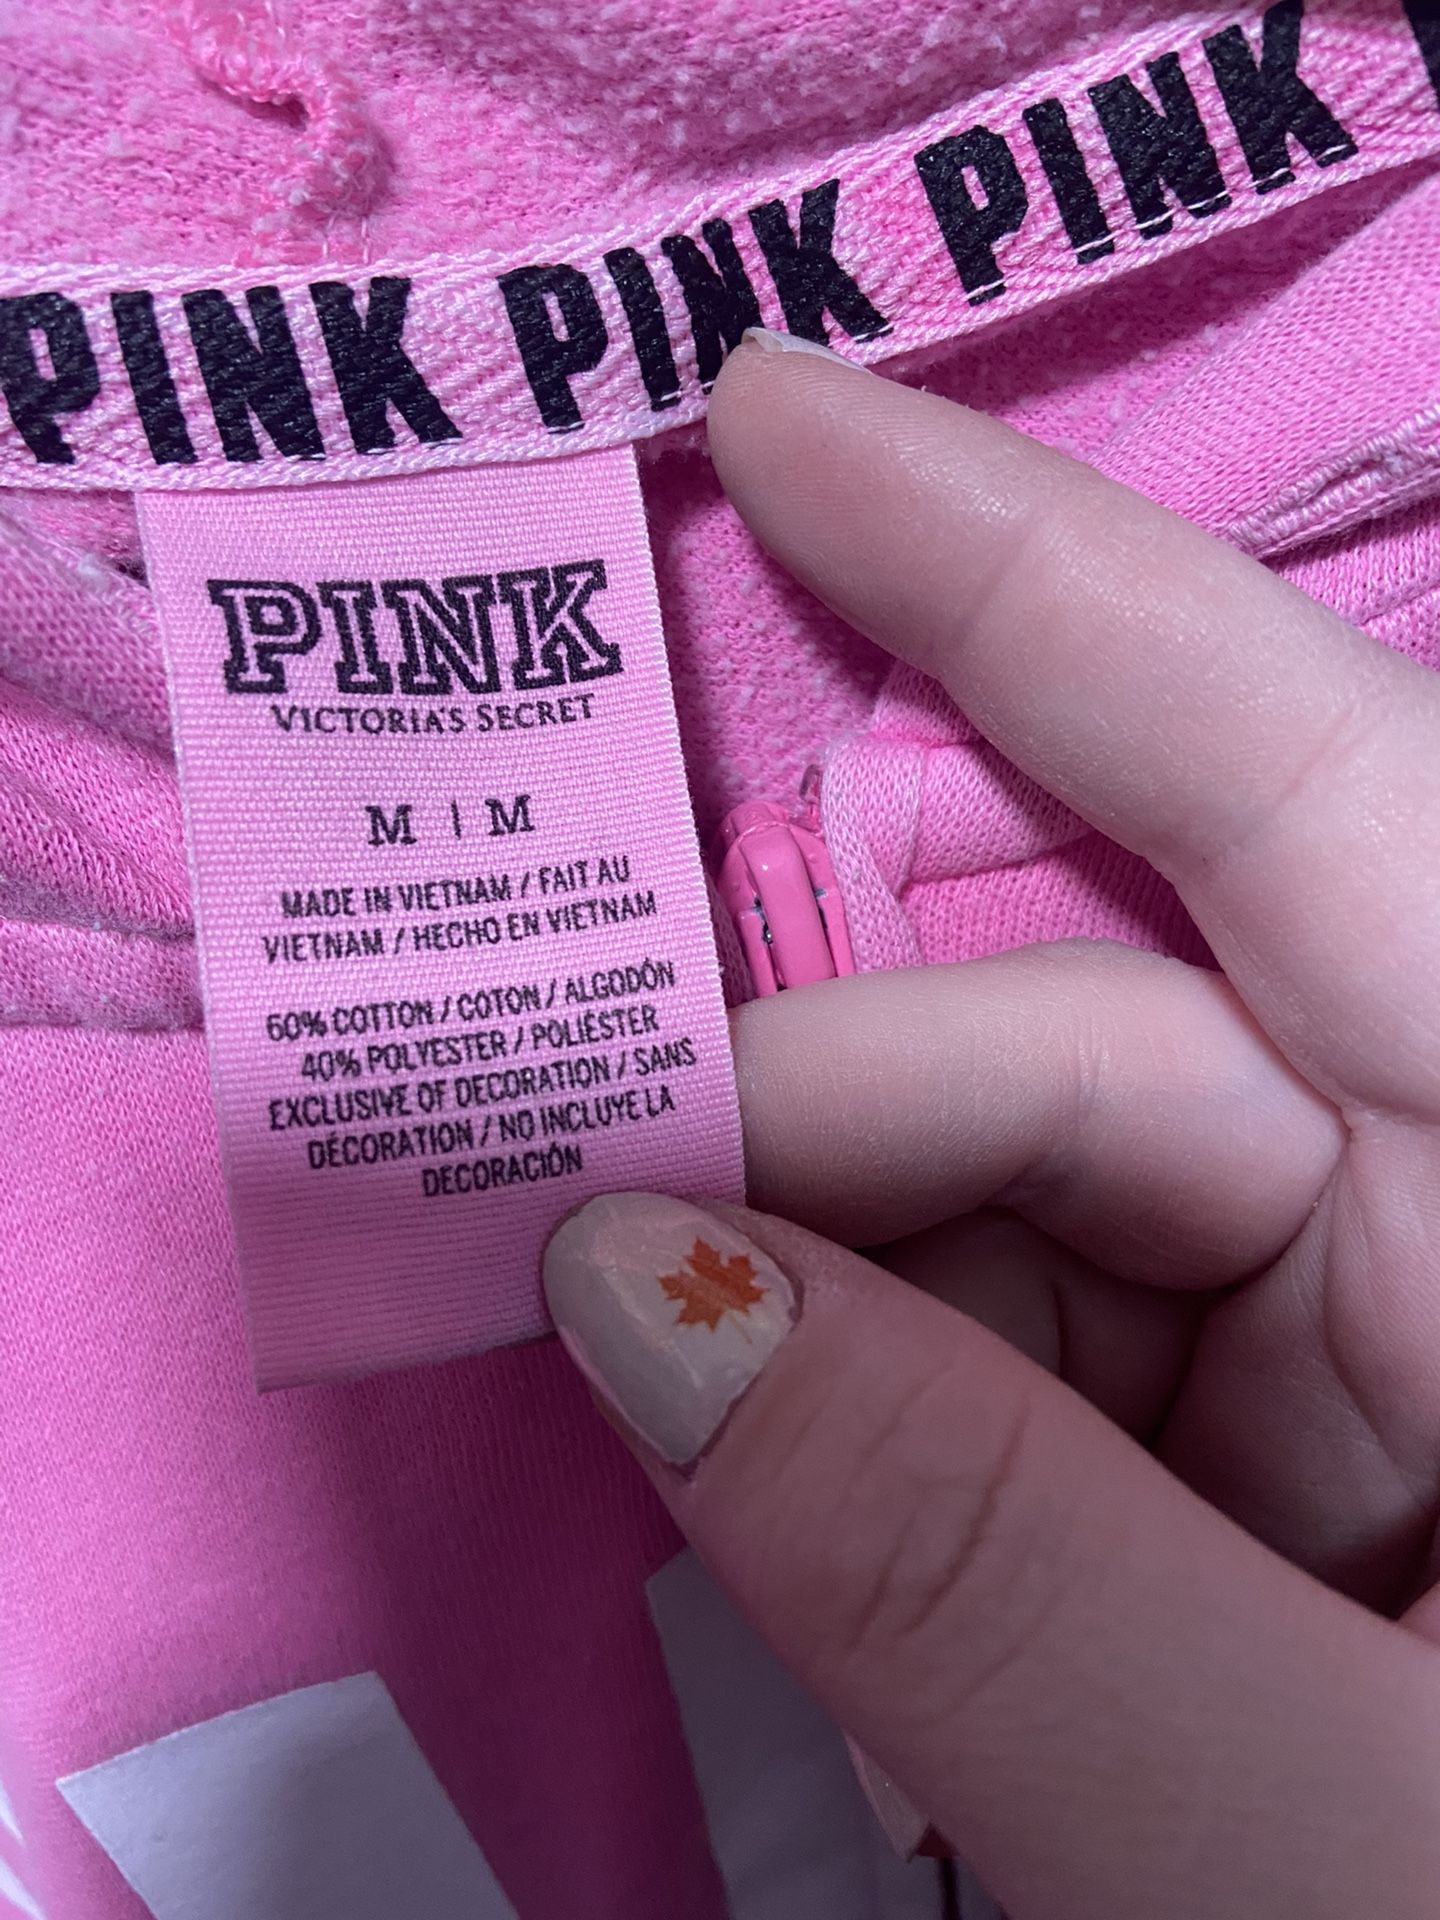 PINK PINK PINK
PINK
VICTORIA'S SECRET
M | M
MADE IN VIETNAM / FAIT AU
VIETNAM / HECHO EN VIETNAM
60% COTTON / COTON / ALGODÓN
40% POLYESTER / POLIÉSTER
EXCLUSIVE OF DECORATION / SANS
DÉCORATION / NO INCLUYE LA
DECORACIÓN